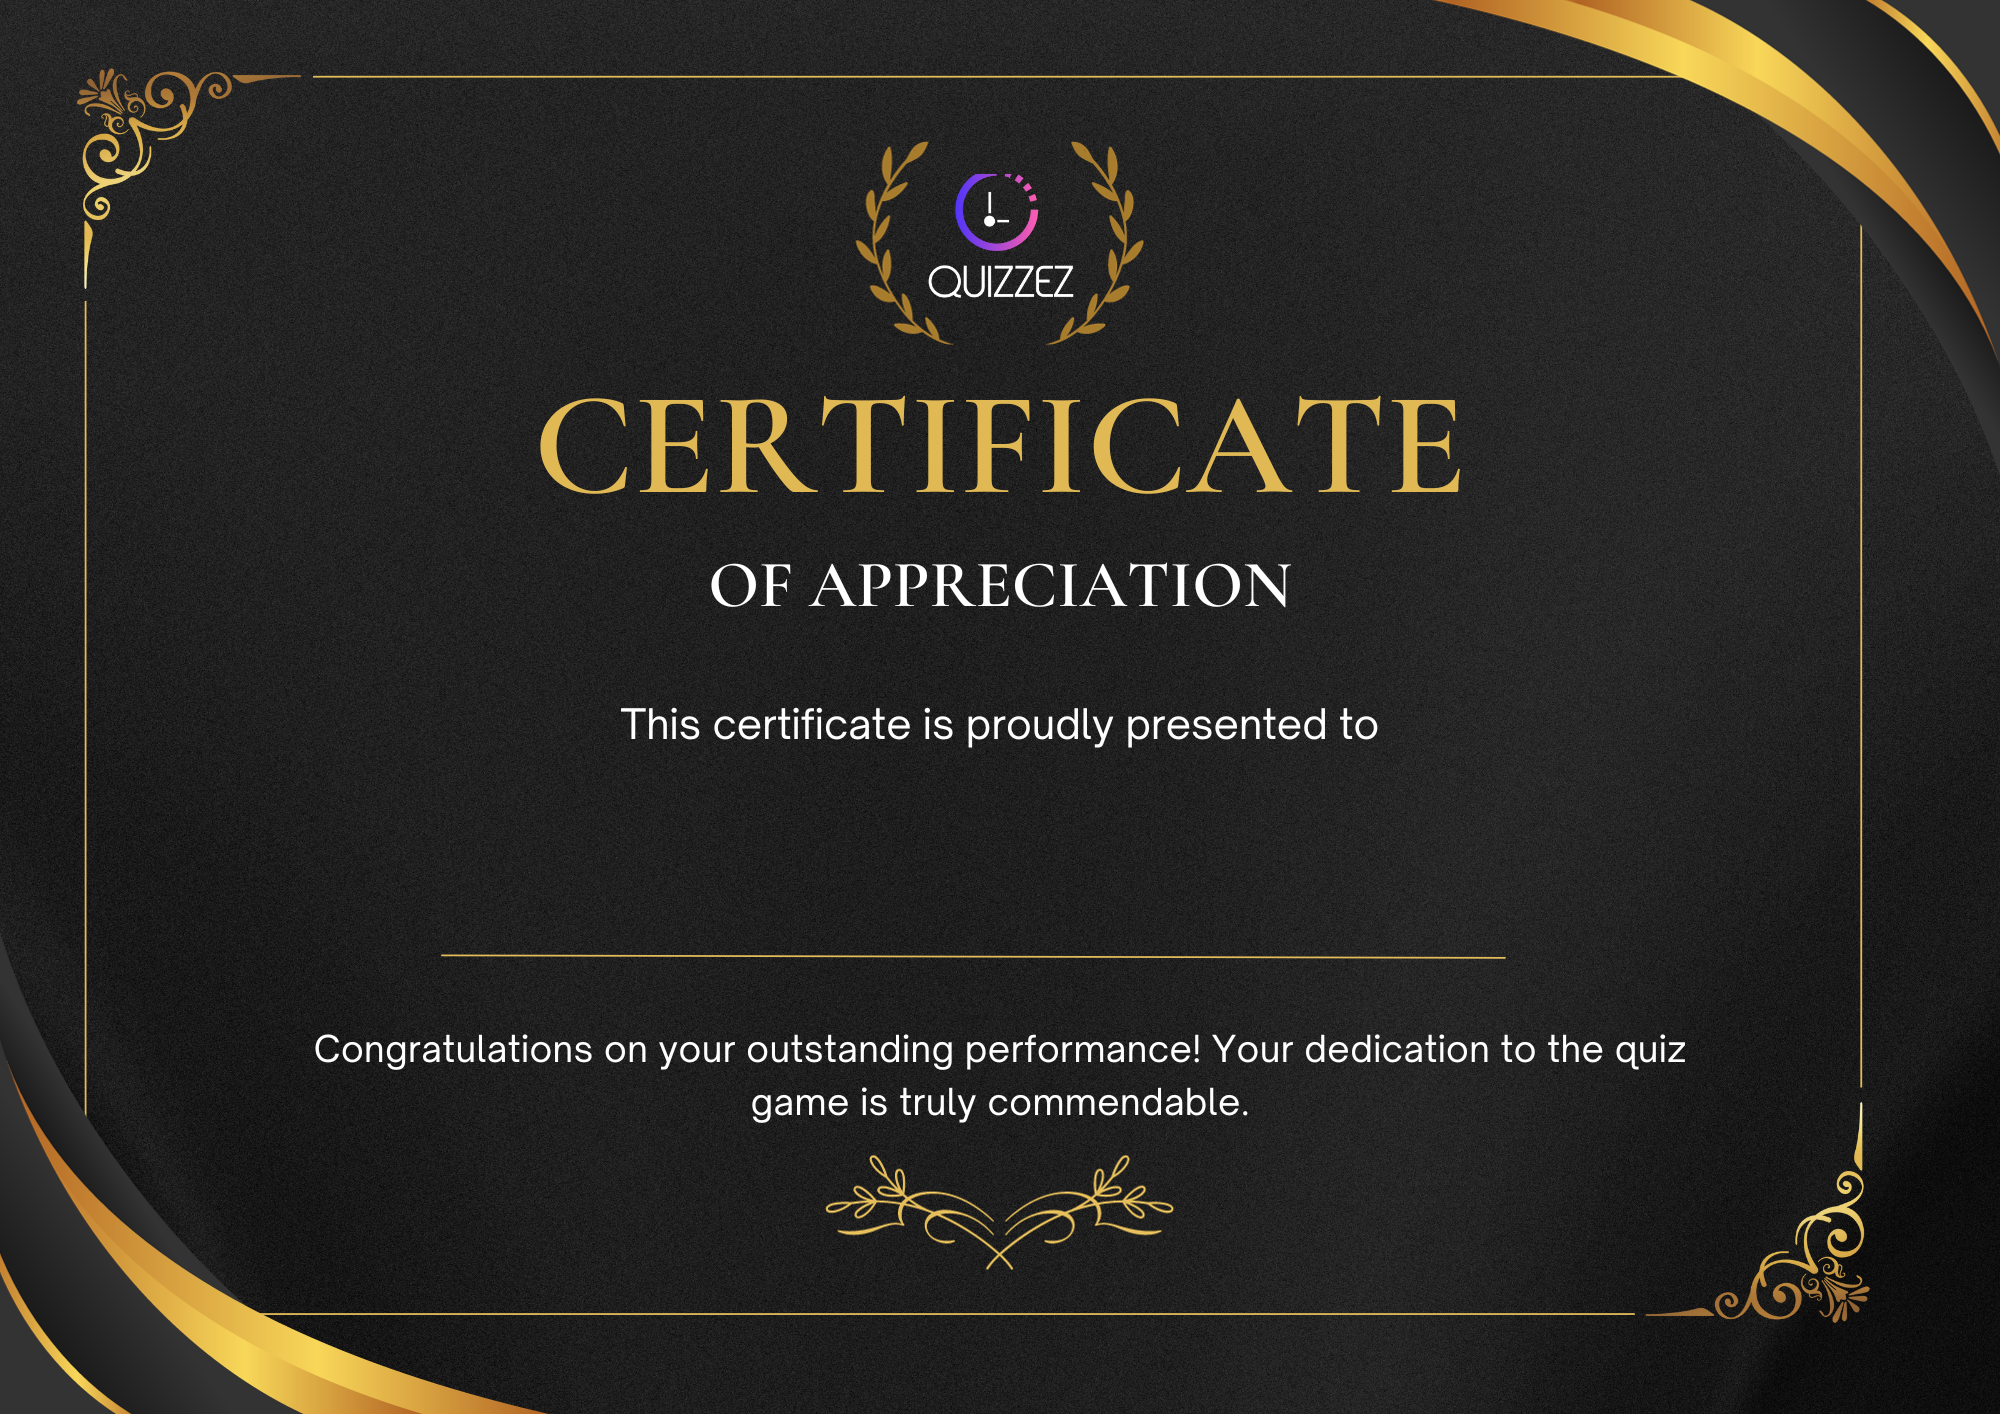 QUIZZEZ
CERTIFICATE
OF APPRECIATION
This certificate is proudly presented to
Congratulations on your outstanding performance! Your dedication to the quiz
game is truly commendable.